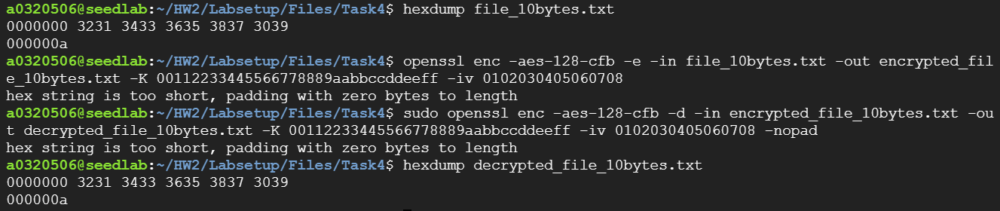 a0320506@seedlab:~/HW2/Labsetup/Files/Task4$ hexdump file_10bytes.txt
0000000 3231 3433 3635 3837 3039
000000a
a0320506@seedlab:~/HW2/Labsetup/Files/Task4$ openssl enc -aes-128-cfb -e -in file_10bytes.txt -out encrypted_fil
e_10bytes.txt -K 00112233445566778889aabbccddeeff -iv 0102030405060708
hex string is too short, padding with zero bytes to length
a0320506@seedlab:~/HW2/Labsetup/Files/Task4$ sudo openssl enc -aes-128-cfb -d -in encrypted_file_10bytes.txt -ou
t decrypted_file_10bytes.txt -K 00112233445566778889aabbccddeeff -iv 0102030405060708 -nopad
hex string is too short, padding with zero bytes to length
a0320506@seedlab:~/HW2/Labsetup/Files/Task4$ hexdump decrypted_file_10bytes.txt
0000000 3231 3433 3635 3837 3039
000000a